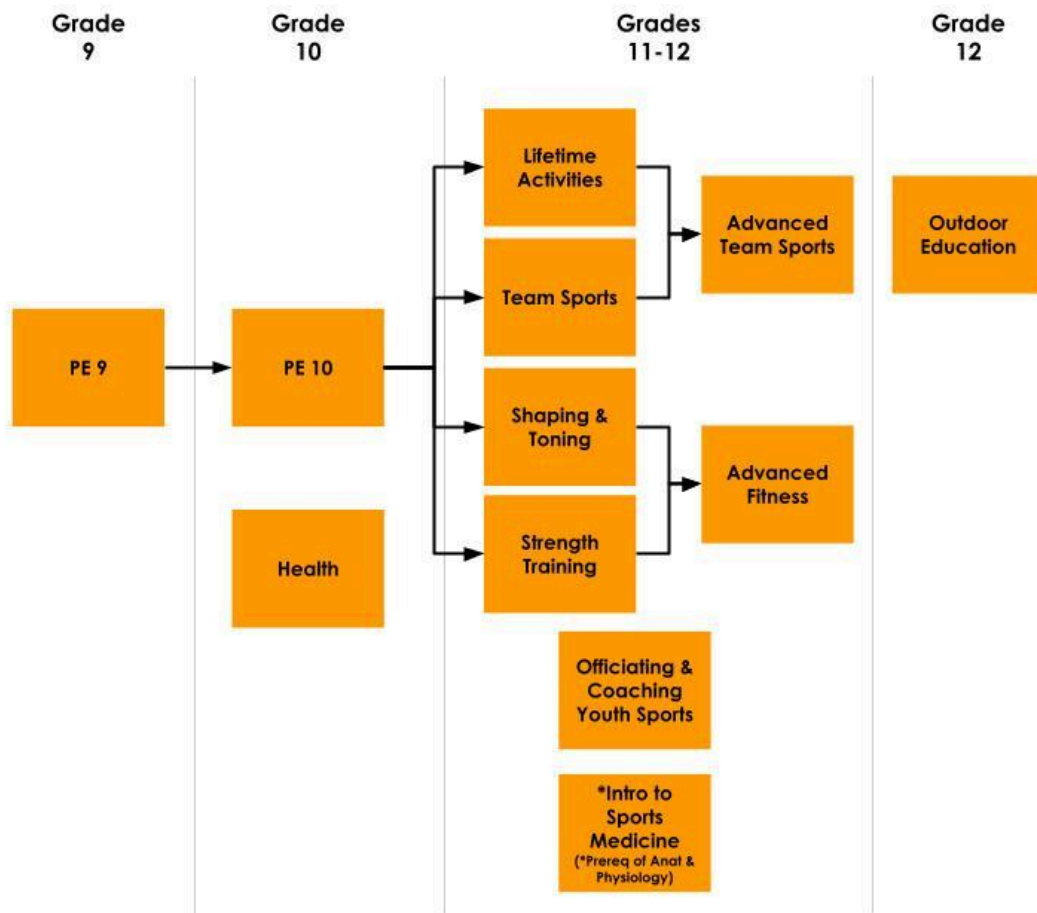 Grade
9
Grade
10
Grades
11-12
Grade
12
PE 9
PE 10
Health
Lifetime
Activities
Team Sports
Shaping &
Toning
Strength
Training
Advanced
Team Sports
Advanced
Fitness
Outdoor
Education
Officiating &
Coaching
Youth Sports
*Intro to
Sports
Medicine
(*Prereq of Anat &
Physiology)